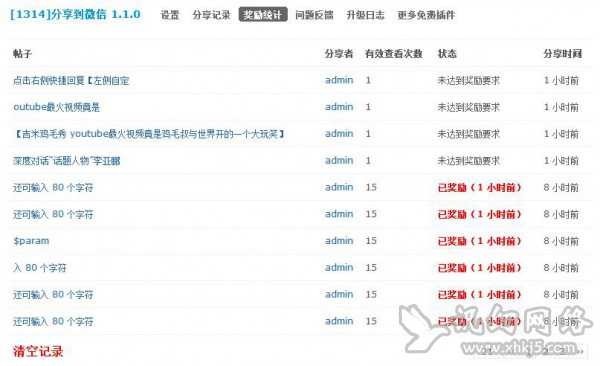 [1314]分享到微信 1.1.0 设置 分享记录 奖励统计 问题反馈 升级日志 更多免费插件
帖子 分享者 有效查看次数 状态 分享时间
点击右侧快捷回复【左侧自定 admin 1 未达到奖励要求 1 小时前
outube最火视频竟是 admin 1 未达到奖励要求 1 小时前
【吉米鸡毛秀 youtube最火视频竟是鸡毛叔与世界开的一个大玩笑】 admin 1 未达到奖励要求 1 小时前
深度对话"话题人物"李亚鹏 admin 1 未达到奖励要求 1 小时前
还可输入 80 个字符 admin 15 已奖励（1 小时前） 8 小时前
还可输入 80 个字符 admin 15 已奖励（1 小时前） 8 小时前
$param admin 15 已奖励（1 小时前） 8 小时前
入 80 个字符 admin 15 已奖励（1 小时前） 8 小时前
还可输入 80 个字符 admin 15 已奖励（1 小时前） 8 小时前
还可输入 80 个字符 admin 15 已奖励（1 小时前） 8 小时前
清空记录
www.xhkj5.com